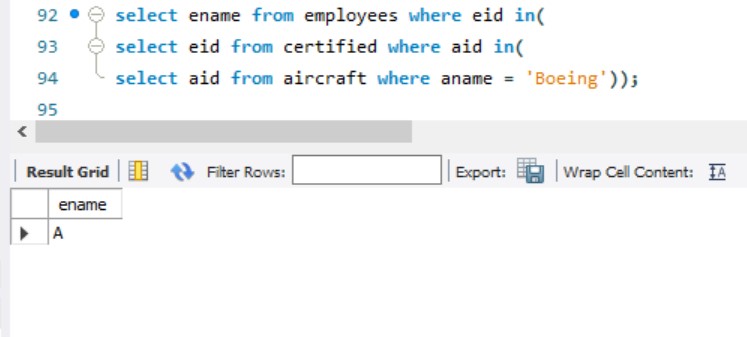 92 select ename from employees where eid in(
93 select eid from certified where aid in(
94 select aid from aircraft where aname = 'Boeing'));
95
Result Grid Filter Rows: Export: Wrap Cell Content: IA
ename
A